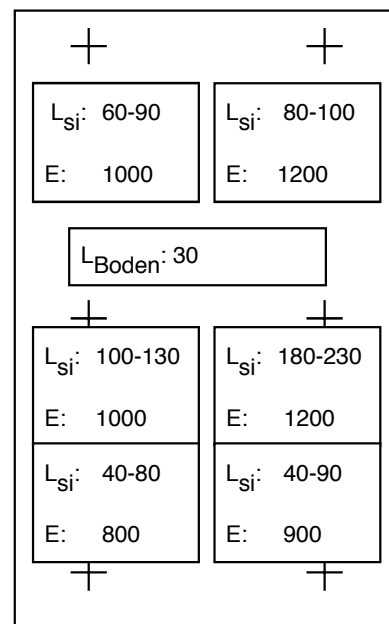 L_si: 60-90
E: 1000
L_si: 80-100
E: 1200
L_Boden: 30
L_si: 100-130
E: 1000
L_si: 180-230
E: 1200
L_si: 40-80
E: 800
L_si: 40-90
E: 900